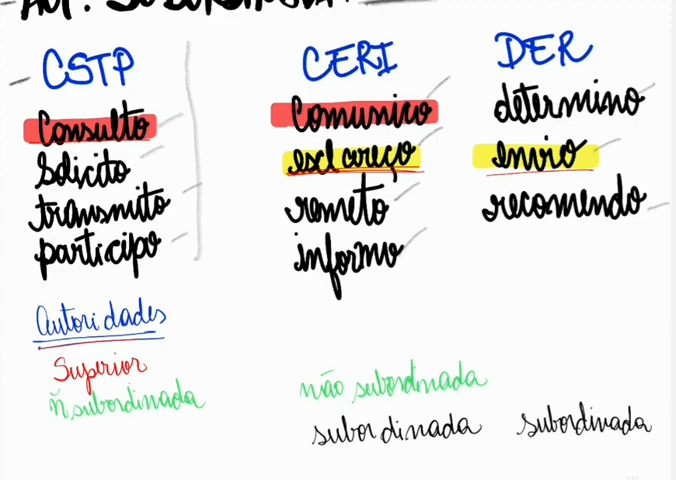 CSTP
Consulto
Solicito
transmito
participo
Autoridades
Superior
ñ subordinada
CERI
Comunico
esclareço
remeto
informo
não subordinada
subordinada
DER
determino
envio
recomendo
subordinada